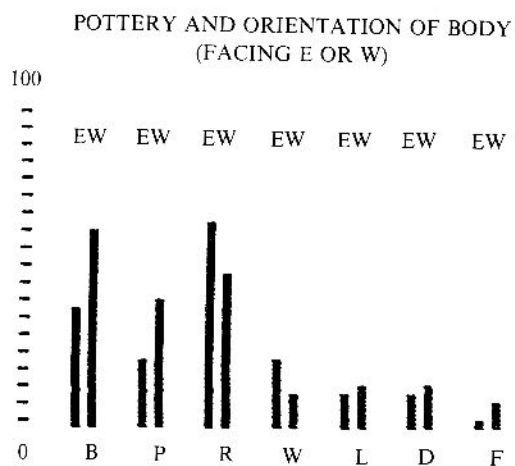 POTTERY AND ORIENTATION OF BODY
(FACING E OR W)
100
EW EW EW EW EW EW EW
0 B P R W L D F